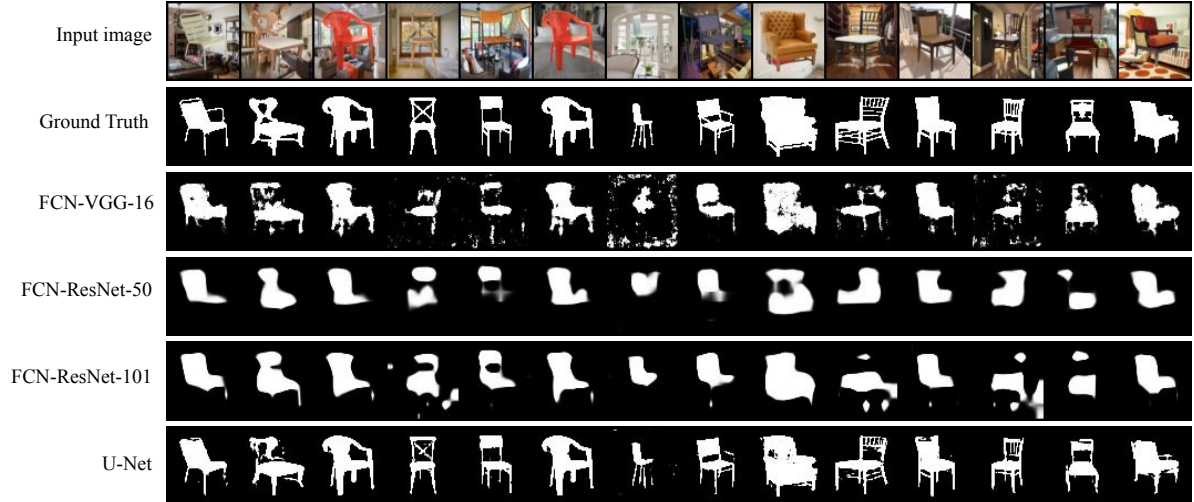 Input image
Ground Truth
FCN-VGG-16
FCN-ResNet-50
FCN-ResNet-101
U-Net